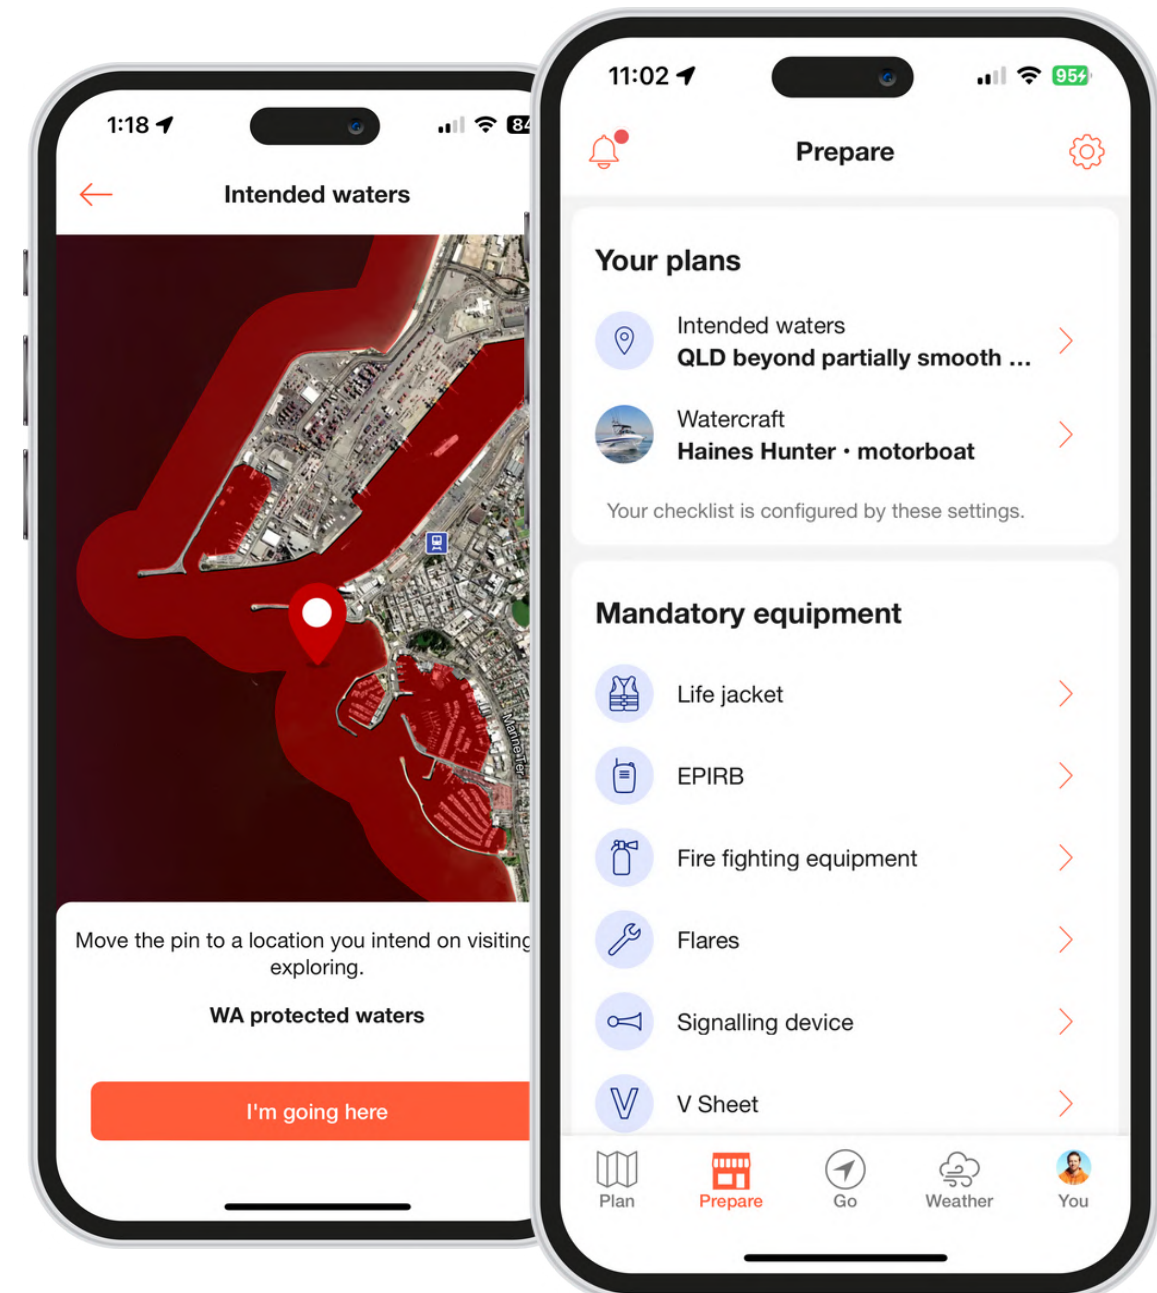 1:18
84
Intended waters
Marine Ter
Move the pin to a location you intend on visiting
exploring.
WA protected waters
I'm going here
11:02
95
Prepare
Your plans
Intended waters
QLD beyond partially smooth ...
Watercraft
Haines Hunter • motorboat
Your checklist is configured by these settings.
Mandatory equipment
Life jacket
EPIRB
Fire fighting equipment
Flares
Signalling device
V Sheet
Plan
Prepare
Go
Weather
You